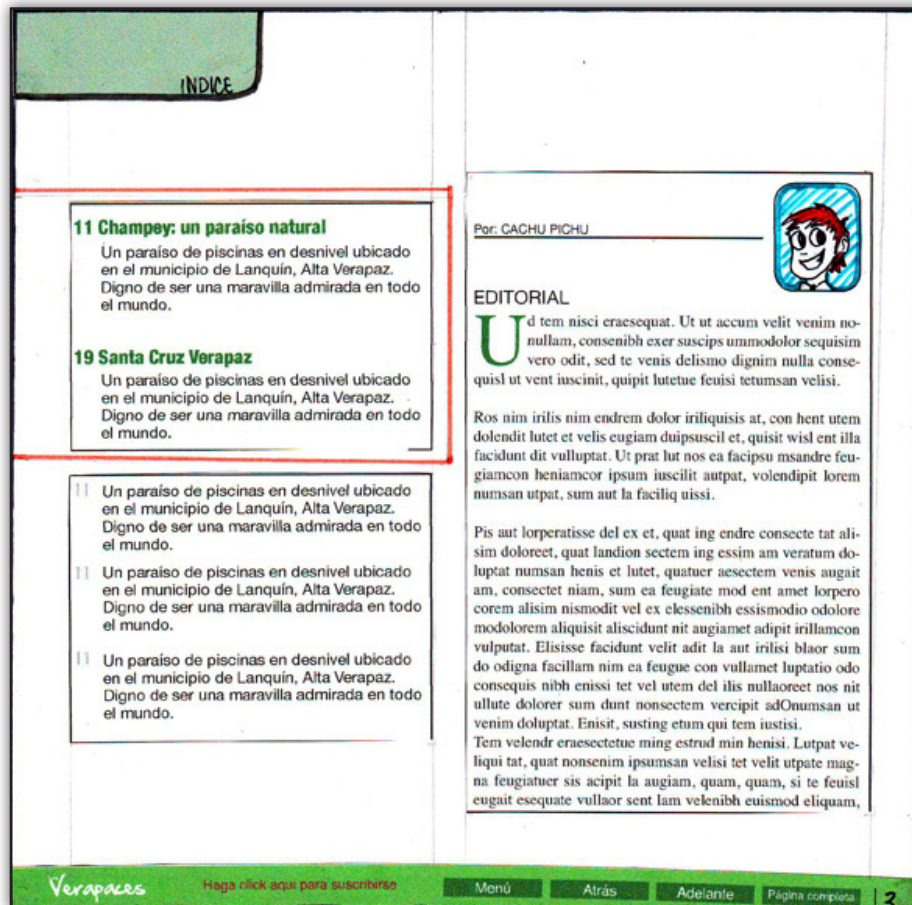 INDICE
11 Champey: un paraíso natural
Un paraíso de piscinas en desnivel ubicado
en el municipio de Lanquín, Alta Verapaz.
Digno de ser una maravilla admirada en todo
el mundo.
19 Santa Cruz Verapaz
Un paraíso de piscinas en desnivel ubicado
en el municipio de Lanquín, Alta Verapaz.
Digno de ser una maravilla admirada en todo
el mundo.
11 Un paraíso de piscinas en desnivel ubicado
en el municipio de Lanquín, Alta Verapaz.
Digno de ser una maravilla admirada en todo
el mundo.
11 Un paraíso de piscinas en desnivel ubicado
en el municipio de Lanquín, Alta Verapaz.
Digno de ser una maravilla admirada en todo
el mundo.
11 Un paraíso de piscinas en desnivel ubicado
en el municipio de Lanquín, Alta Verapaz.
Digno de ser una maravilla admirada en todo
el mundo.
Por: CACHU PICHU
EDITORIAL
Ud tem nisci eraesequat. Ut ut accum velit venim no-
nullam, consenibh exer suscips ummodolor sequisim
vero odit, sed te venis delismo dignim nulla conse-
quisl ut vent iuscinit, quipit lutetue feuisi tetumsan velisi.
Ros nim irilis nim endrem dolor iriliquisis at, con hent utem
dolendit lutet et velis eugiam duipsuscil et, quisit wisl ent illa
facidunt dit vulluptat. Ut prat lut nos ea facipsu msandre feu-
giamcon heniamcor ipsum iuscilit autpat, volendipit lorem
numsan utpat, sum aut la faciliq uissi.
Pis aut lorperatisse del ex et, quat ing endre consecte tat ali-
sim doloreet, quat landion sectem ing essim am veratum do-
luptat numsan henis et lutet, quatuer aesectem venis augait
am, consectet niam, sum ea feugiate mod ent amet lorpero
corem alisim nismodit vel ex elessenibh essismodio odolore
modolorem aliquisit aliscidunt nit augiamet adipit irillamcon
vulputat. Elisisse facidunt velit adit la aut irilisi blaor sum
do odigna facillam nim ea feugue con vullamet luptatio odo
consequis nibh enissi tet vel utem del ilis nullaoreet nos nit
ullute dolorer sum dunt nonsectem vercipit adOnumsan ut
venim doluptat. Enisit, susting etum qui tem iustisi.
Tem velendr eraesectetue ming estrud min henisi. Lutpat ve-
liqui tat, quat nonsenim ipsumsan velisi tet velit utpate mag-
na feugiatuer sis acipit la augiam, quam, quam, si te feuisl
eugait esequate vullaor sent lam velenibh euismod eliquam,
Verapaces Haga click aqui para suscribirse Menú Atrás Adelante Página completa 3